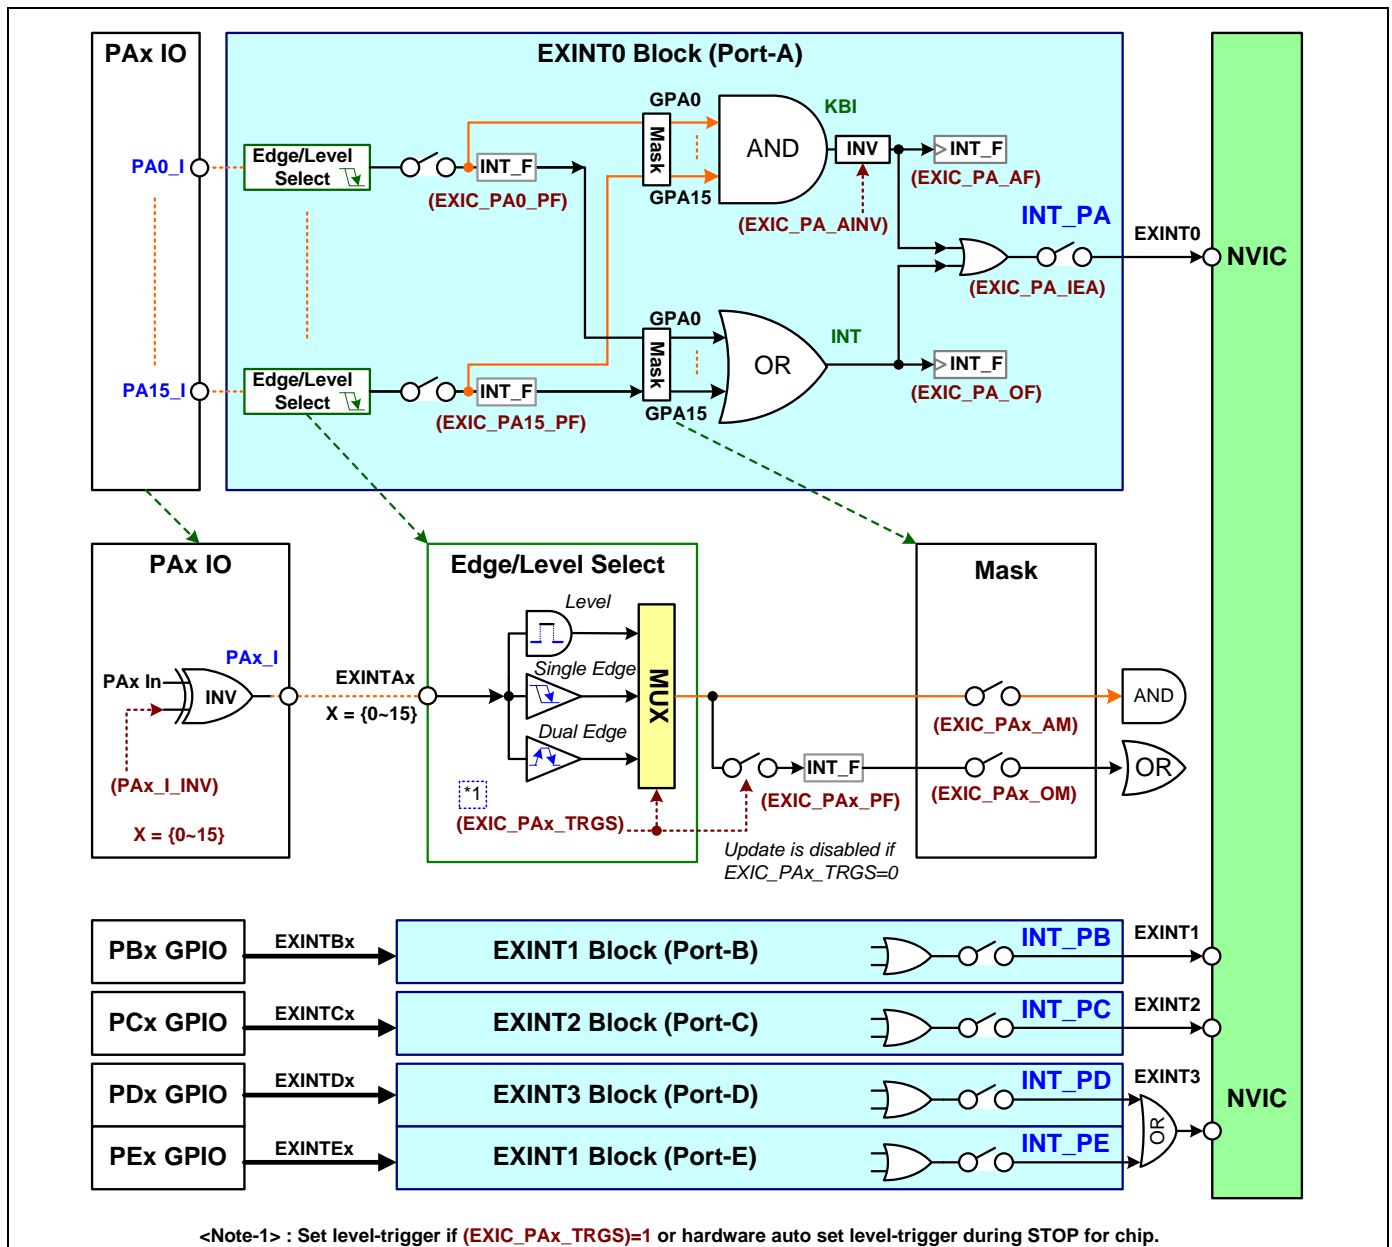 PAx IO
EXINT0 Block (Port-A)
GPA0
KBI
PA0_I
Edge/Level
Select
INT_F
(EXIC_PA0_PF)
Mask
AND
INV
INT_F
(EXIC_PA_AF)
GPA15
(EXIC_PA_AINV)
INT_PA
EXINT0
NVIC
(EXIC_PA_IEA)
GPA0
INT
PA15_I
Edge/Level
Select
INT_F
(EXIC_PA15_PF)
Mask
OR
INT_F
(EXIC_PA_OF)
GPA15
PAx IO
PAx_I
PAx In
INV
(PAx_I_INV)
X = {0~15}
EXINTAx
X = {0~15}
Edge/Level Select
Level
Single Edge
Dual Edge
MUX
*1
(EXIC_PAx_TRGS)
INT_F
(EXIC_PAx_PF)
Update is disabled if
EXIC_PAx_TRGS=0
Mask
(EXIC_PAx_AM)
(EXIC_PAx_OM)
AND
OR
PBx GPIO
EXINTBx
EXINT1 Block (Port-B)
INT_PB
EXINT1
PCx GPIO
EXINTCx
EXINT2 Block (Port-C)
INT_PC
EXINT2
PDx GPIO
EXINTDx
EXINT3 Block (Port-D)
INT_PD
EXINT3
OR
NVIC
PEx GPIO
EXINTEx
EXINT1 Block (Port-E)
INT_PE
<Note-1> : Set level-trigger if (EXIC_PAx_TRGS)=1 or hardware auto set level-trigger during STOP for chip.